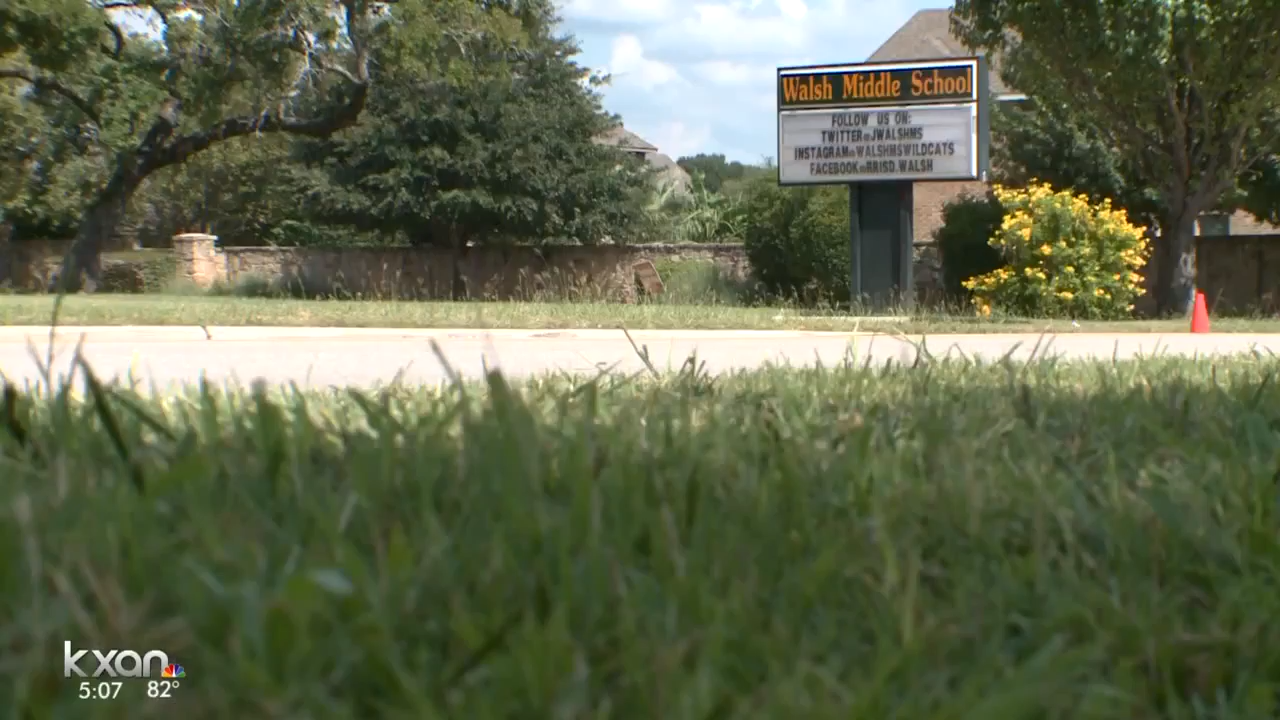 Walsh Middle School
FOLLOW US ON:
TWITTER@JWALSHMS
INSTAGRAM@WALSHMSWILDCATS
FACEBOOK@RRISD.WALSH
kxan
5:07 82°